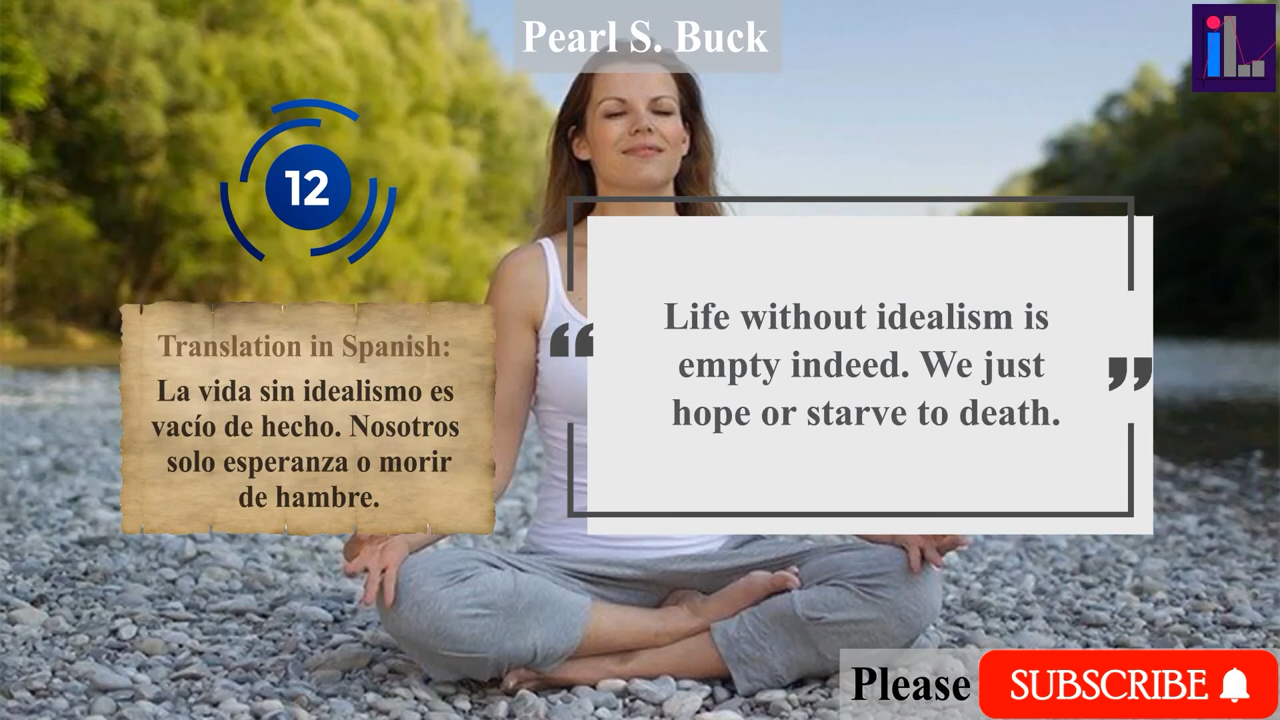 Pearl S. Buck
12
Translation in Spanish:
La vida sin idealismo es
vacío de hecho. Nosotros
solo esperanza o morir
de hambre.
“
Life without idealism is
empty indeed. We just
hope or starve to death.
”
Please SUBSCRIBE